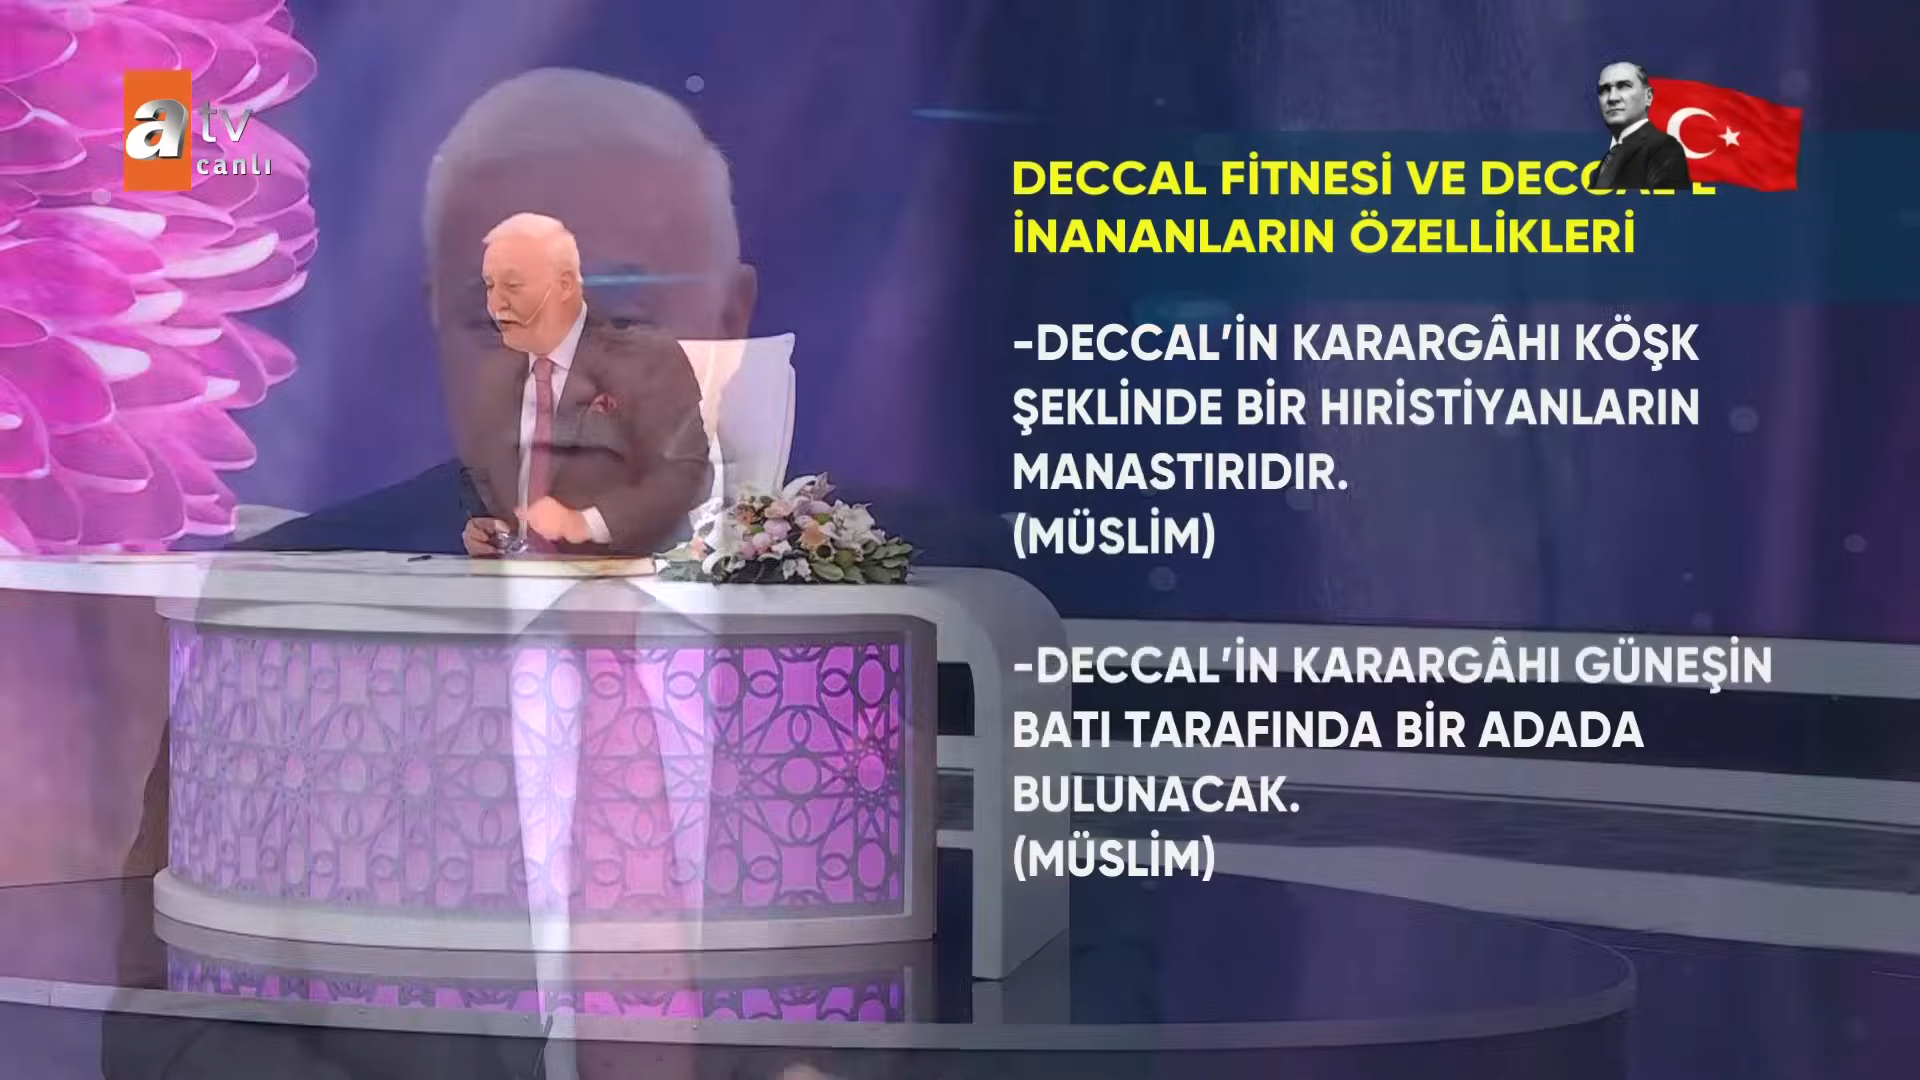 atv
canlı
DECCAL FİTNESİ VE
İNANANLARIN ÖZELLİKLERİ
-DECCAL'İN KARARGÂHI KÖŞK
ŞEKLİNDE BİR HIRİSTİYANLARIN
MANASTIRIDIR.
(MÜSLİM)
-DECCAL'İN KARARGÂHI GÜNEŞİN
BATI TARAFINDA BİR ADADA
BULUNACAK.
(MÜSLİM)